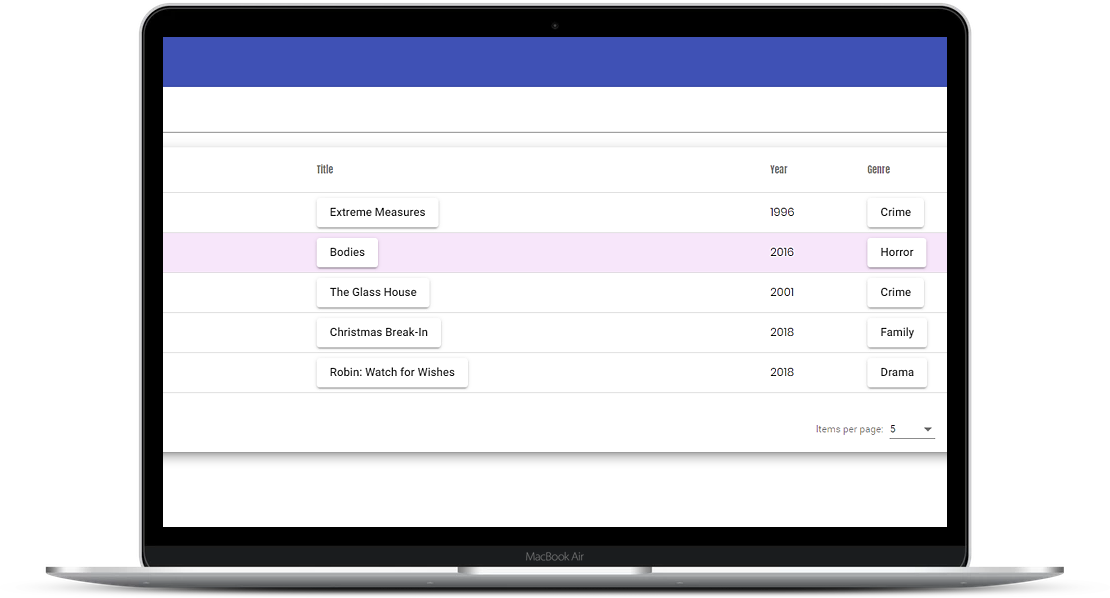 Title Year Genre
Extreme Measures 1996 Crime
Bodies 2016 Horror
The Glass House 2001 Crime
Christmas Break-In 2018 Family
Robin: Watch for Wishes 2018 Drama
Items per page: 5
MacBook Air